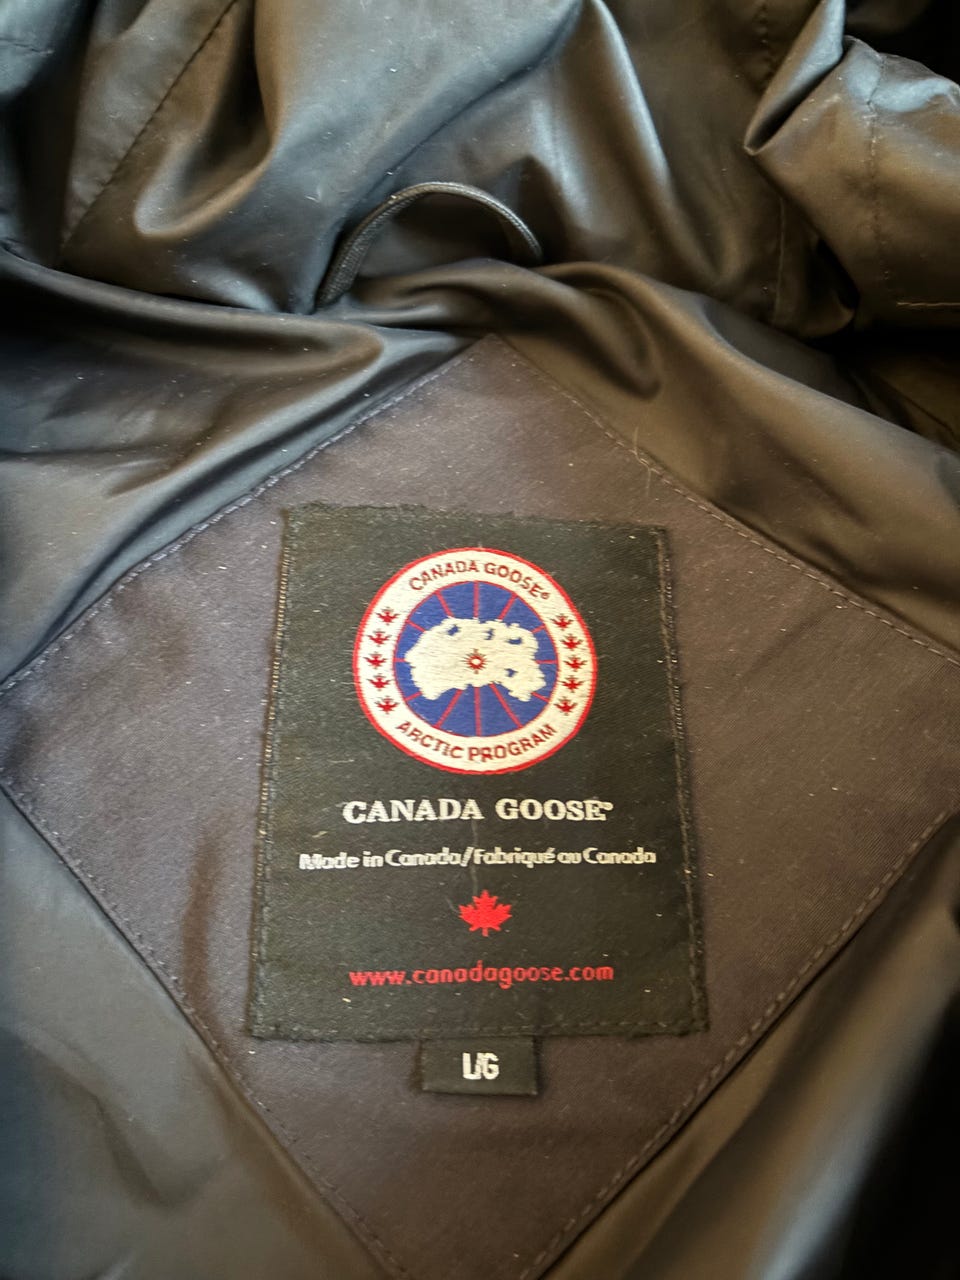 CANADA GOOSE®
ARCTIC PROGRAM
CANADA GOOSE®
Made in Canada/Fabriqué au Canada
www.canadagoose.com
L/G